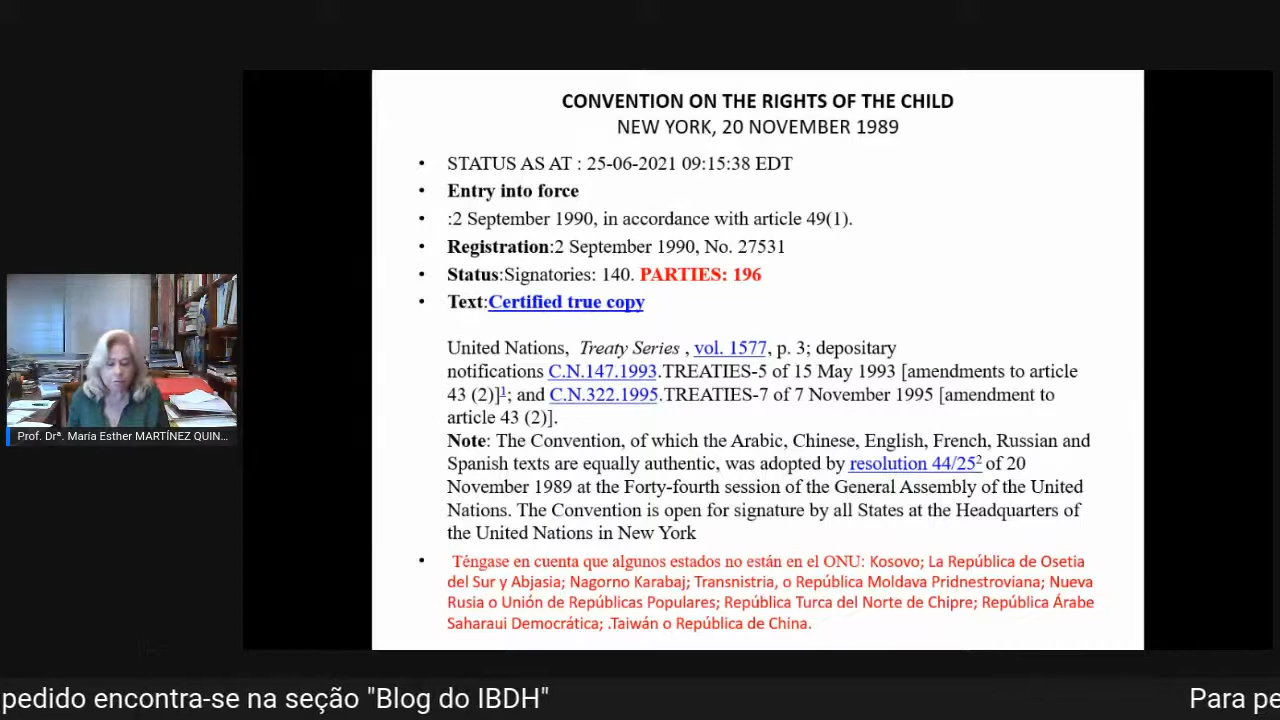 CONVENTION ON THE RIGHTS OF THE CHILD
NEW YORK, 20 NOVEMBER 1989
• STATUS AS AT : 25-06-2021 09:15:38 EDT
• Entry into force
• :2 September 1990, in accordance with article 49(1).
• Registration:2 September 1990, No. 27531
• Status:Signatories: 140. PARTIES: 196
• Text:Certified true copy
United Nations, Treaty Series , vol. 1577, p. 3; depositary
notifications C.N.147.1993.TREATIES-5 of 15 May 1993 [amendments to article
43 (2)]1; and C.N.322.1995.TREATIES-7 of 7 November 1995 [amendment to
article 43 (2)].
Note: The Convention, of which the Arabic, Chinese, English, French, Russian and
Spanish texts are equally authentic, was adopted by resolution 44/252 of 20
November 1989 at the Forty-fourth session of the General Assembly of the United
Nations. The Convention is open for signature by all States at the Headquarters of
the United Nations in New York
• Téngase en cuenta que algunos estados no están en el ONU: Kosovo; La República de Osetia
del Sur y Abjasia; Nagorno Karabaj; Transnistria, o República Moldava Pridnestroviana; Nueva
Rusia o Unión de Repúblicas Populares; República Turca del Norte de Chipre; República Árabe
Saharaui Democrática; .Taiwán o República de China.
Prof. Drª. María Esther MARTÍNEZ QUIN...
pedido encontra-se na seção "Blog do IBDH"
Para pe